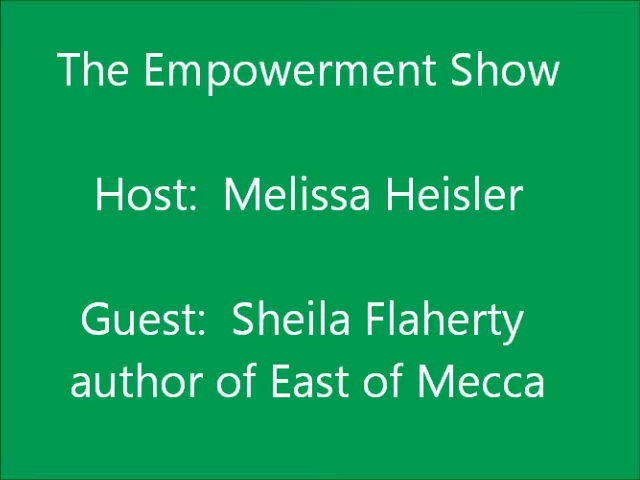 The Empowerment Show
Host:  Melissa Heisler
Guest:  Sheila Flaherty
author of East of Mecca